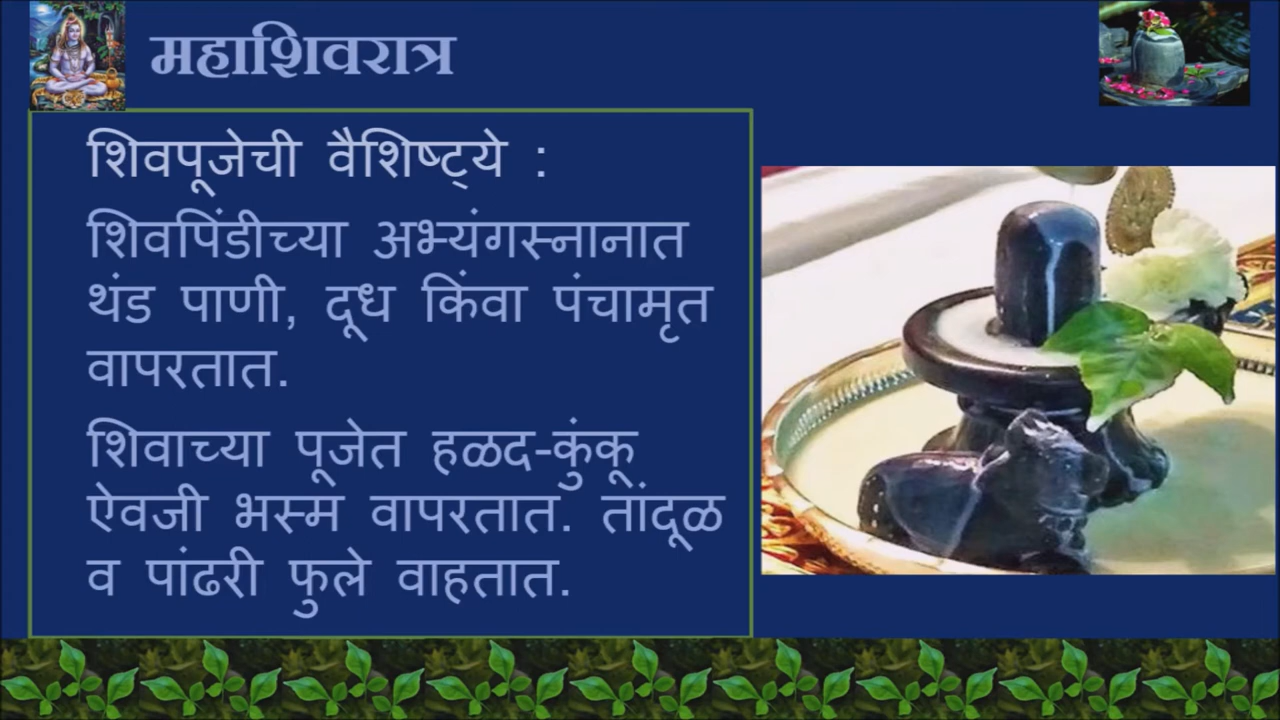 महाशिवरात्र
शिवपूजेची वैशिष्ट्ये :
शिवपिंडीच्या अभ्यंगस्नानात
थंड पाणी, दूध किंवा पंचामृत
वापरतात.
शिवाच्या पूजेत हळद-कुंकू
ऐवजी भस्म वापरतात. तांदूळ
व पांढरी फुले वाहतात.